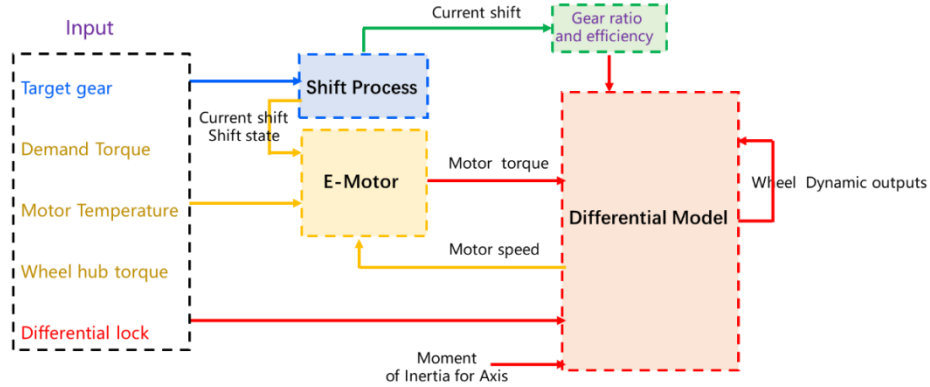 Input
Target gear
Demand Torque
Motor Temperature
Wheel hub torque
Differential lock
Current shift
Gear ratio
and efficiency
Shift Process
Current shift
Shift state
E-Motor
Motor torque
Motor speed
Differential Model
Wheel Dynamic outputs
Moment
of Inertia for Axis